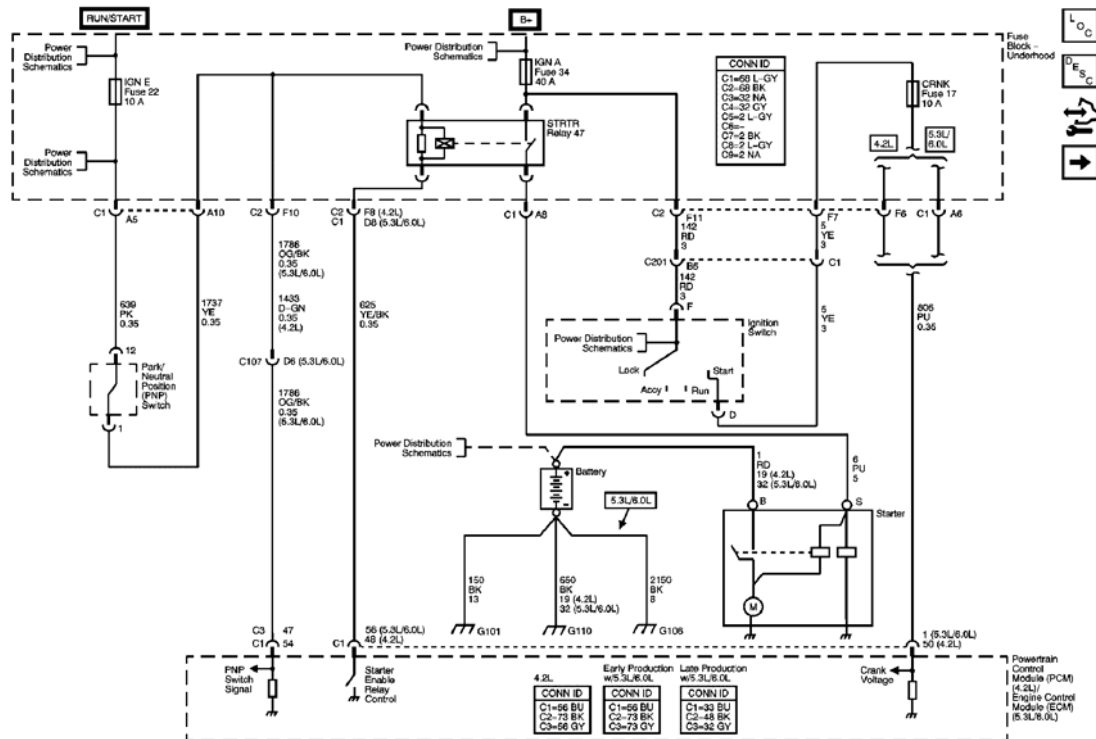 RUN/START
B+
L
O
C
Power
Distribution
Schematics
Power Distribution
Schematics
Fuse
Block –
Underhood
IGN E
Fuse 22
10 A
IGN A
Fuse 34
40 A
CONN ID
C1=68 L-GY
C2=68 BK
C3=32 NA
C4=32 GY
C5=2 L-GY
C6=-
C7=2 BK
C8=2 L-GY
C9=2 NA
CRNK
Fuse 17
10 A
D
E
S
C
STRTR
Relay 47
4.2L
5.3L/
6.0L
Power
Distribution
Schematics
C1
A5
A10
C2
F10
C2
F8 (4.2L)
C1
D8 (5.3L/6.0L)
C1
A8
C2
F11
F7
F6
C1
A6
142
RD
3
5
YE
3
1786
OG/BK
0.35
(5.3L/6.0L)
C201
B5
C1
142
RD
3
639
PK
0.35
1737
YE
0.35
1433
D-GN
0.35
(4.2L)
625
YE/BK
0.35
F
5
YE
3
806
PU
0.35
Ignition
Switch
Power Distribution
Schematics
12
Park/
Neutral
Position
(PNP)
Switch
C107
D6 (5.3L/6.0L)
Lock
Start
Accy
Run
1786
OG/BK
0.35
(5.3L/6.0L)
D
1
Power Distribution
Schematics
Battery
+
-
1
RD
19 (4.2L)
32 (5.3L/6.0L)
6
PU
5
5.3L/6.0L
B
S
Starter
150
BK
13
650
BK
19 (4.2L)
32 (5.3L/6.0L)
2150
BK
8
M
G101
G110
G106
C3
47
C1
54
C1
56 (5.3L/6.0L)
48 (4.2L)
1 (5.3L/6.0L)
50 (4.2L)
PNP
Switch
Signal
Starter
Enable
Relay
Control
4.2L
CONN ID
C1=56 BU
C2=73 BK
C3=56 GY
Early Production
w/5.3L/6.0L
CONN ID
C1=56 BU
C2=73 BK
C3=73 GY
Late Production
w/5.3L/6.0L
CONN ID
C1=33 BU
C2=48 BK
C3=32 GY
Crank
Voltage
Powertrain
Control
Module (PCM)
(4.2L)/
Engine Control
Module (ECM)
(5.3L/6.0L)